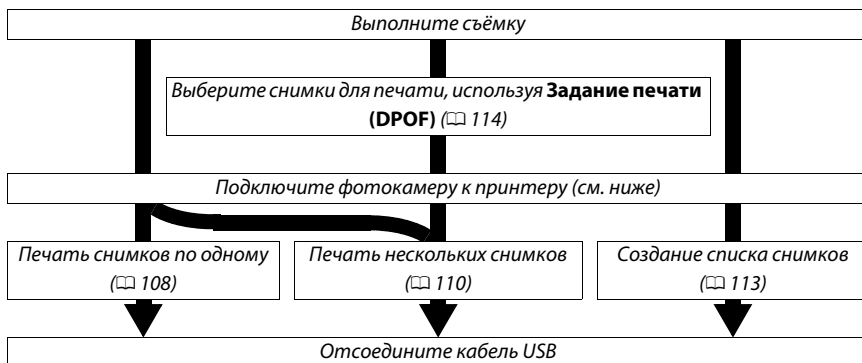 Выполните съёмку
Выберите снимки для печати, используя Задание печати
(DPOF) (🕮 114)
Подключите фотокамеру к принтеру (см. ниже)
Печать снимков по одному
(🕮 108)
Печать нескольких снимков
(🕮 110)
Создание списка снимков
(🕮 113)
Отсоедините кабель USB